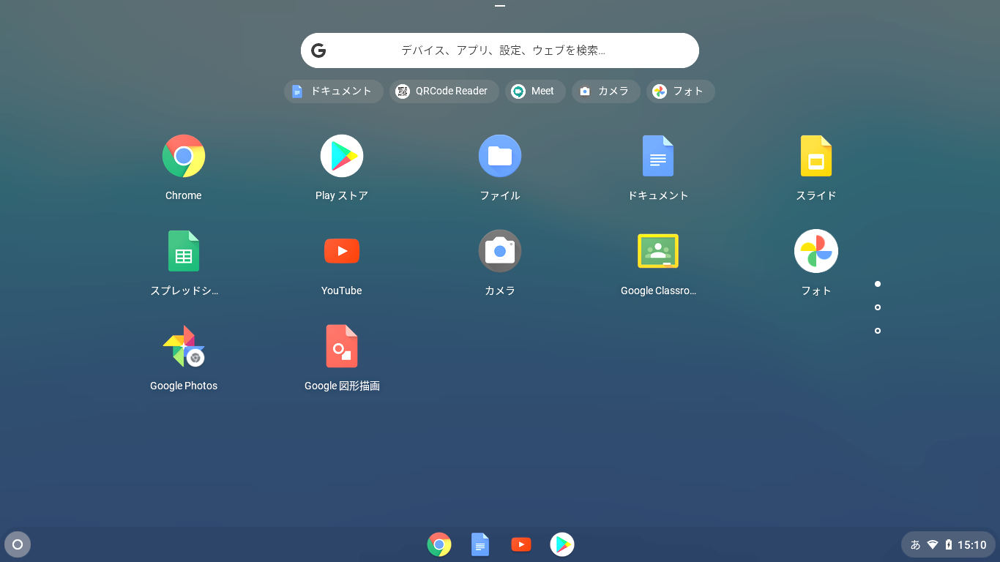 デバイス、アプリ、設定、ウェブを検索…
ドキュメント QRCode Reader Meet カメラ フォト
Chrome Play ストア ファイル ドキュメント スライド
スプレッドシ… YouTube カメラ Google Classro… フォト
Google Photos Google 図形描画
あ 15:10